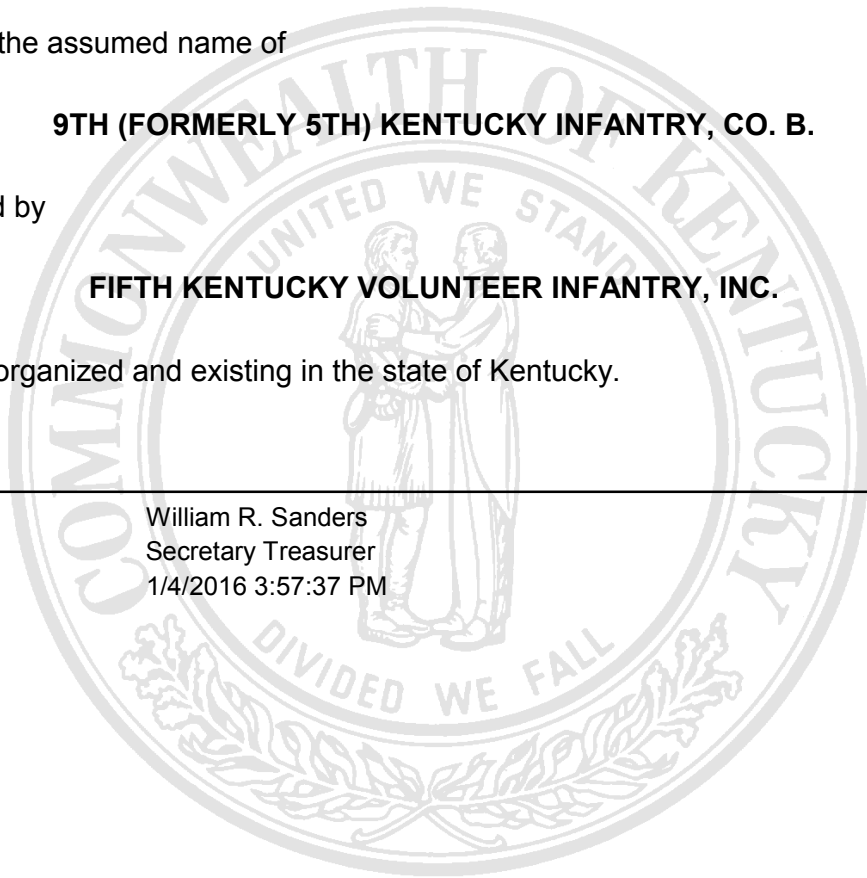 the assumed name of
9TH (FORMERLY 5TH) KENTUCKY INFANTRY, CO. B.
d by
FIFTH KENTUCKY VOLUNTEER INFANTRY, INC.
organized and existing in the state of Kentucky.
William R. Sanders
Secretary Treasurer
1/4/2016 3:57:37 PM
COMMONWEALTH OF KENTUCKY
UNITED WE STAND
DIVIDED WE FALL